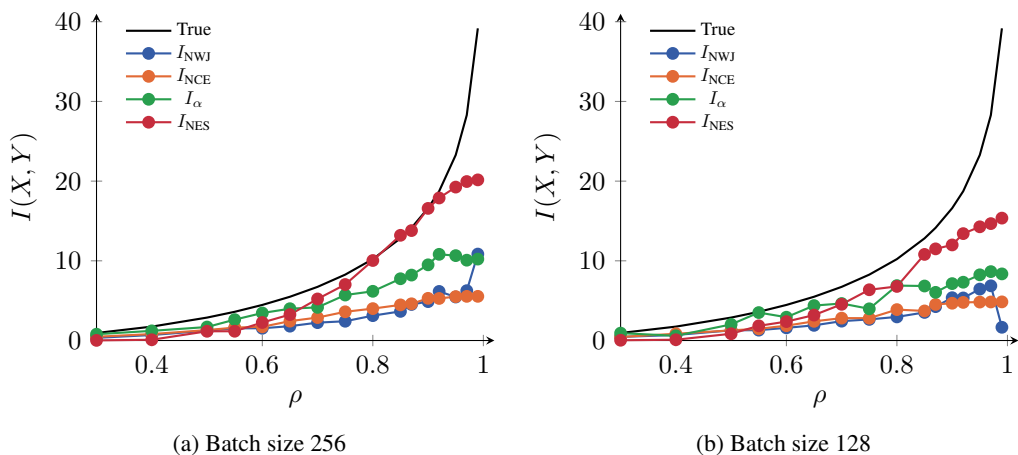 40
30
20
10
0
I(X, Y)
True
I_NWJ
I_NCE
I_α
I_NES
0.4
0.6
0.8
1
ρ
(a) Batch size 256
40
30
20
10
0
I(X, Y)
True
I_NWJ
I_NCE
I_α
I_NES
0.4
0.6
0.8
1
ρ
(b) Batch size 128